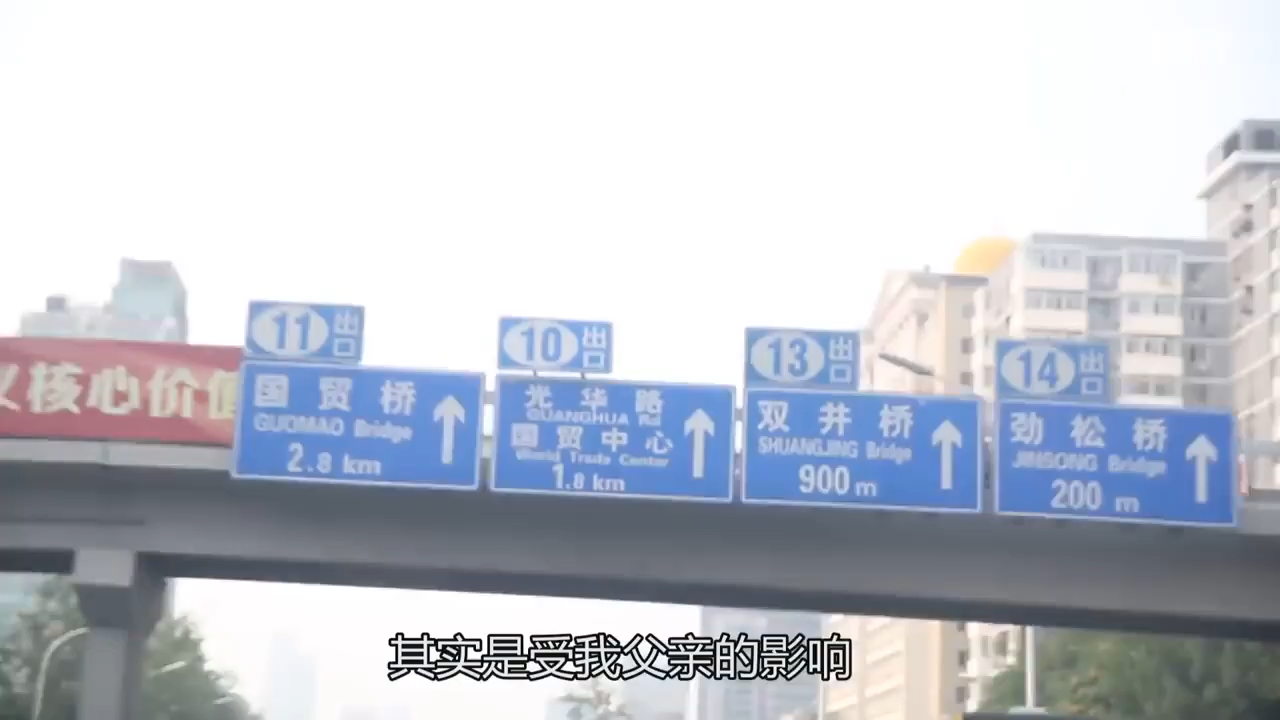 核心价值
11 出口
国贸桥
GUOMAO Bridge
2.8 km
10 出口
光华路
GUANGHUA Rd
国贸中心
World Trade Center
1.8 km
13 出口
双井桥
SHUANGJING Bridge
900 m
14 出口
劲松桥
JINSONG Bridge
200 m
其实是受我父亲的影响